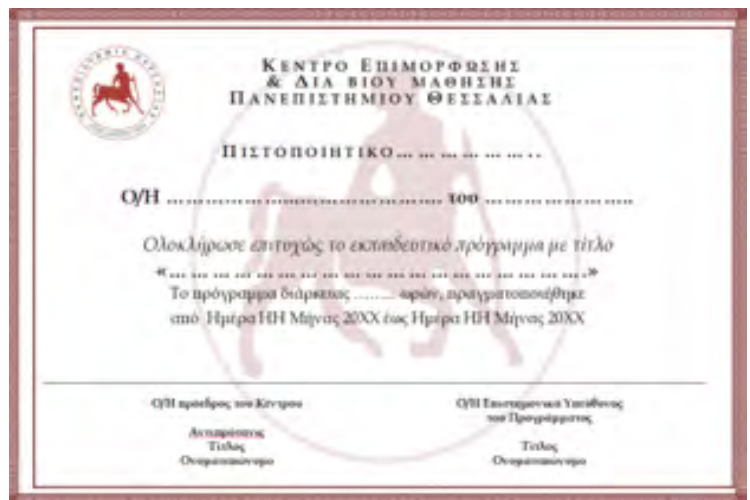 ΚΕΝΤΡΟ ΕΠΙΜΟΡΦΩΣΗΣ
& ΔΙΑ ΒΙΟΥ ΜΑΘΗΣΗΣ
ΠΑΝΕΠΙΣΤΗΜΙΟΥ ΘΕΣΣΑΛΙΑΣ
ΠΙΣΤΟΠΟΙΗΤΙΚΟ… … … … … … ..
Ο/Η ……………………………………………. του …………………………
Ολοκλήρωσε επιτυχώς το εκπαιδευτικό πρόγραμμα με τίτλο
«… … … … … … … … … … … … … … … … … … … .»
Το πρόγραμμα διάρκειας ……… ωρών, πραγματοποιήθηκε
από Ημέρα ΗΗ Μήνας 20ΧΧ έως Ημέρα ΗΗ Μήνας 20ΧΧ
Ο/Η πρόεδρος του Κέντρου
Αντιπρύτανις
Τίτλος
Ονοματεπώνυμο
Ο/Η Επιστημονικά Υπεύθυνος
του Προγράμματος
Τίτλος
Ονοματεπώνυμο